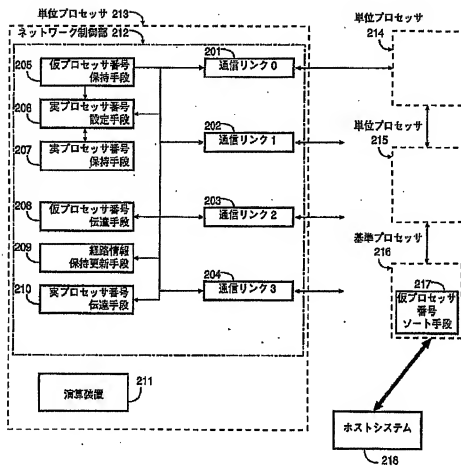 単位プロセッサ 213
ネットワーク制御部 212
205
仮プロセッサ番号
保持手段
206
実プロセッサ番号
設定手段
207
実プロセッサ番号
保持手段
208
仮プロセッサ番号
伝達手段
209
経路情報
保持更新手段
210
実プロセッサ番号
伝達手段
201
通信リンク 0
202
通信リンク 1
203
通信リンク 2
204
通信リンク 3
演算装置
211
単位プロセッサ
214
単位プロセッサ
215
基準プロセッサ
216
217
仮プロセッサ
番号
ソート手段
ホストシステム
218